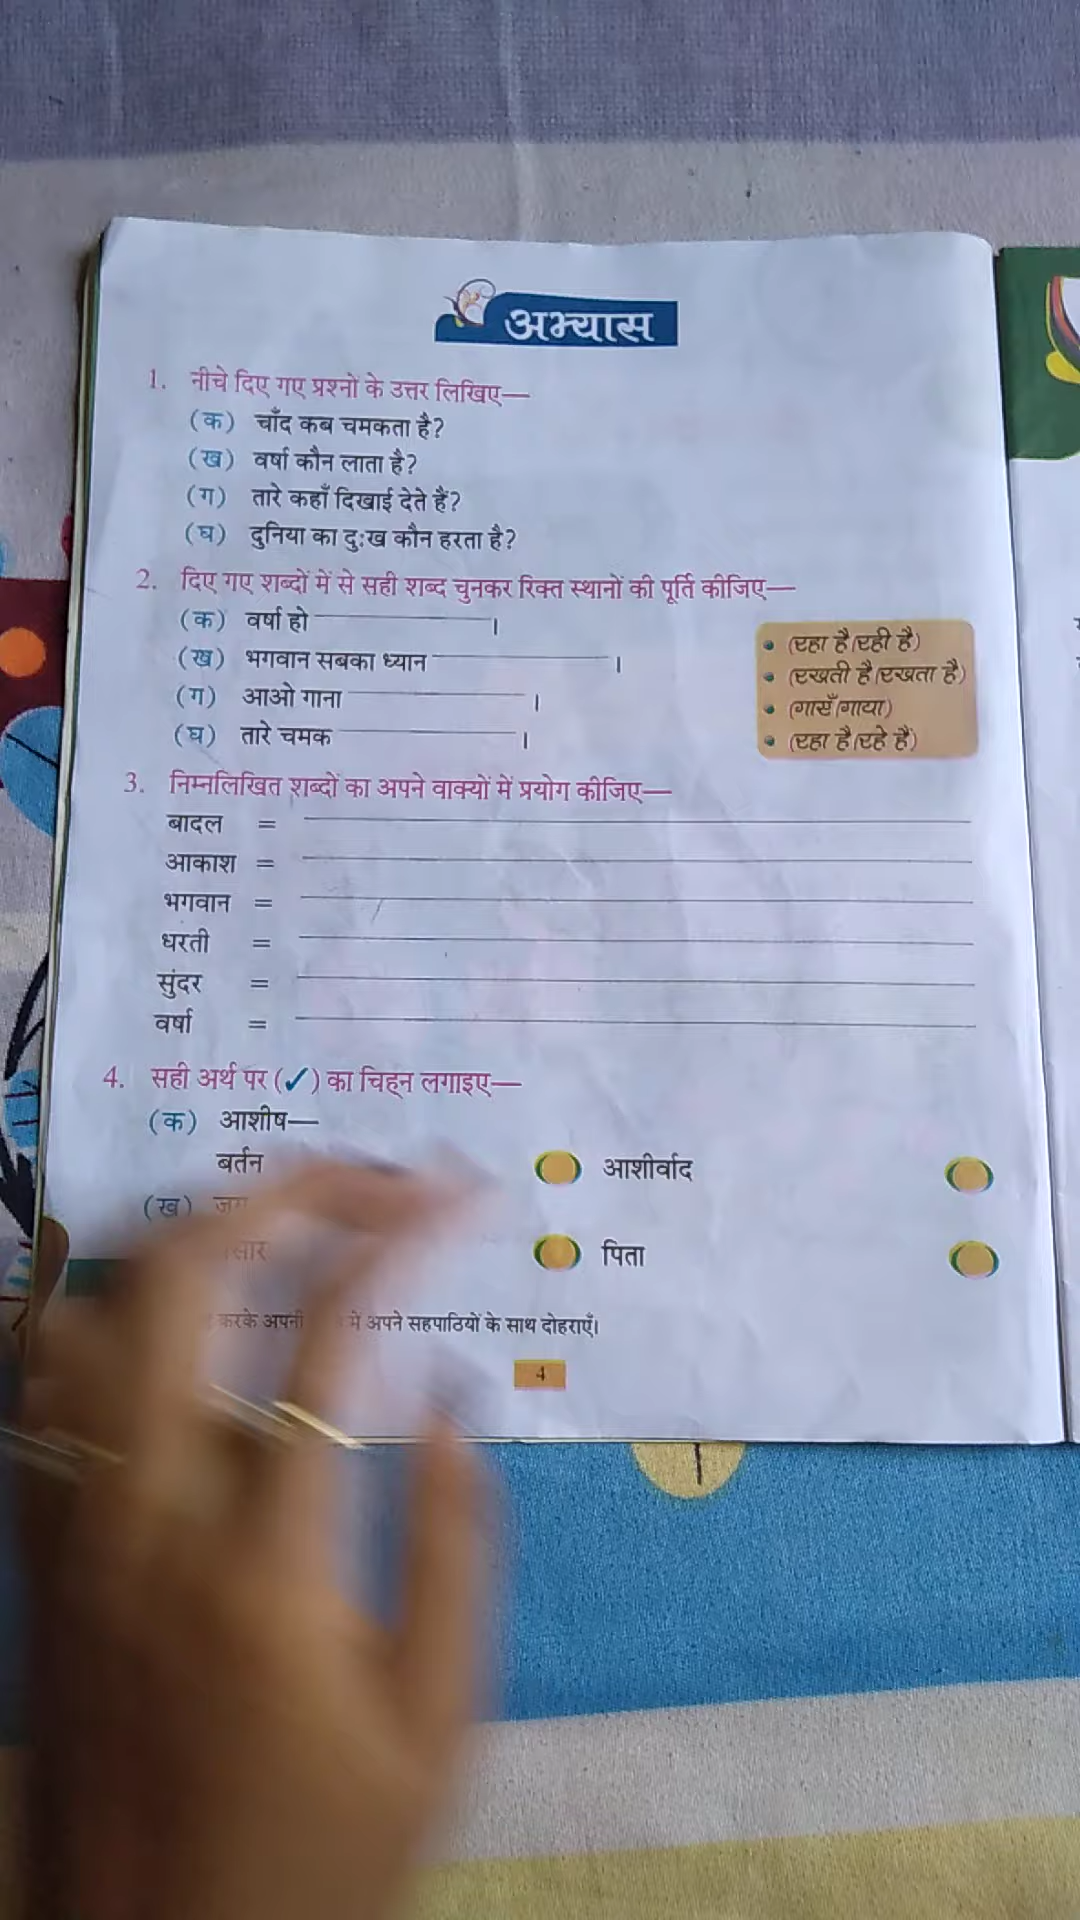 अभ्यास
1. नीचे दिए गए प्रश्नों के उत्तर लिखिए—
(क) चाँद कब चमकता है?
(ख) वर्षा कौन लाता है?
(ग) तारे कहाँ दिखाई देते हैं?
(घ) दुनिया का दुःख कौन हरता है?
2. दिए गए शब्दों में से सही शब्द चुनकर रिक्त स्थानों की पूर्ति कीजिए—
(क) वर्षा हो ।
• (रहा है/रही है)
(ख) भगवान सबका ध्यान ।
• (रखती है/रखता है)
(ग) आओ गाना ।
• (गाएँ/गाया)
(घ) तारे चमक ।
• (रहा है/रहे हैं)
3. निम्नलिखित शब्दों का अपने वाक्यों में प्रयोग कीजिए—
बादल =
आकाश =
भगवान =
धरती =
सुंदर =
वर्षा =
4. सही अर्थ पर (✓) का चिह्न लगाइए—
(क) आशीष—
बर्तन आशीर्वाद
(ख)
पिता
करके अपनी में अपने सहपाठियों के साथ दोहराएँ।
4